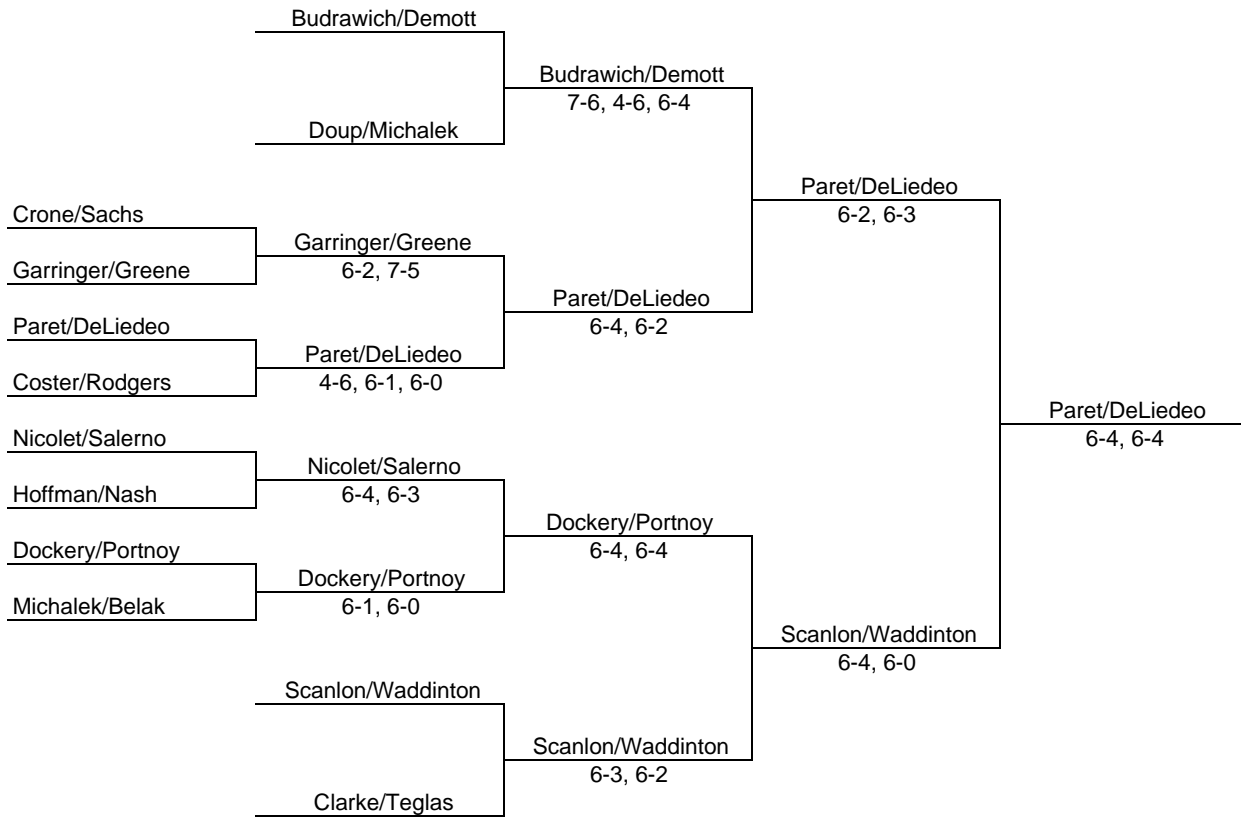 Budrawich/Demott
Budrawich/Demott
7-6, 4-6, 6-4
Doup/Michalek
Paret/DeLiedeo
6-2, 6-3
Crone/Sachs
Garringer/Greene
6-2, 7-5
Garringer/Greene
Paret/DeLiedeo
6-4, 6-2
Paret/DeLiedeo
Paret/DeLiedeo
4-6, 6-1, 6-0
Coster/Rodgers
Paret/DeLiedeo
6-4, 6-4
Nicolet/Salerno
Nicolet/Salerno
6-4, 6-3
Hoffman/Nash
Dockery/Portnoy
6-4, 6-4
Dockery/Portnoy
Dockery/Portnoy
6-1, 6-0
Michalek/Belak
Scanlon/Waddinton
6-4, 6-0
Scanlon/Waddinton
Scanlon/Waddinton
6-3, 6-2
Clarke/Teglas